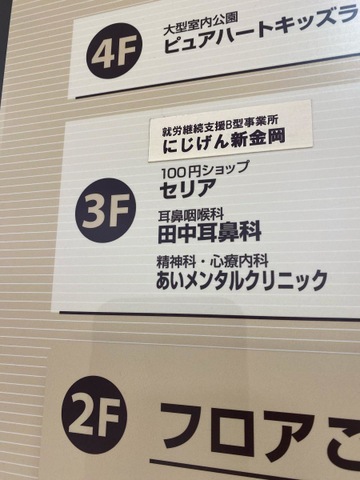 4F
大型室内公園
ピュアハートキッズラ
就労継続支援B型事業所
にじげん新金岡
3F
100円ショップ
セリア
耳鼻咽喉科
田中耳鼻科
精神科・心療内科
あいメンタルクリニック
2F
フロアご